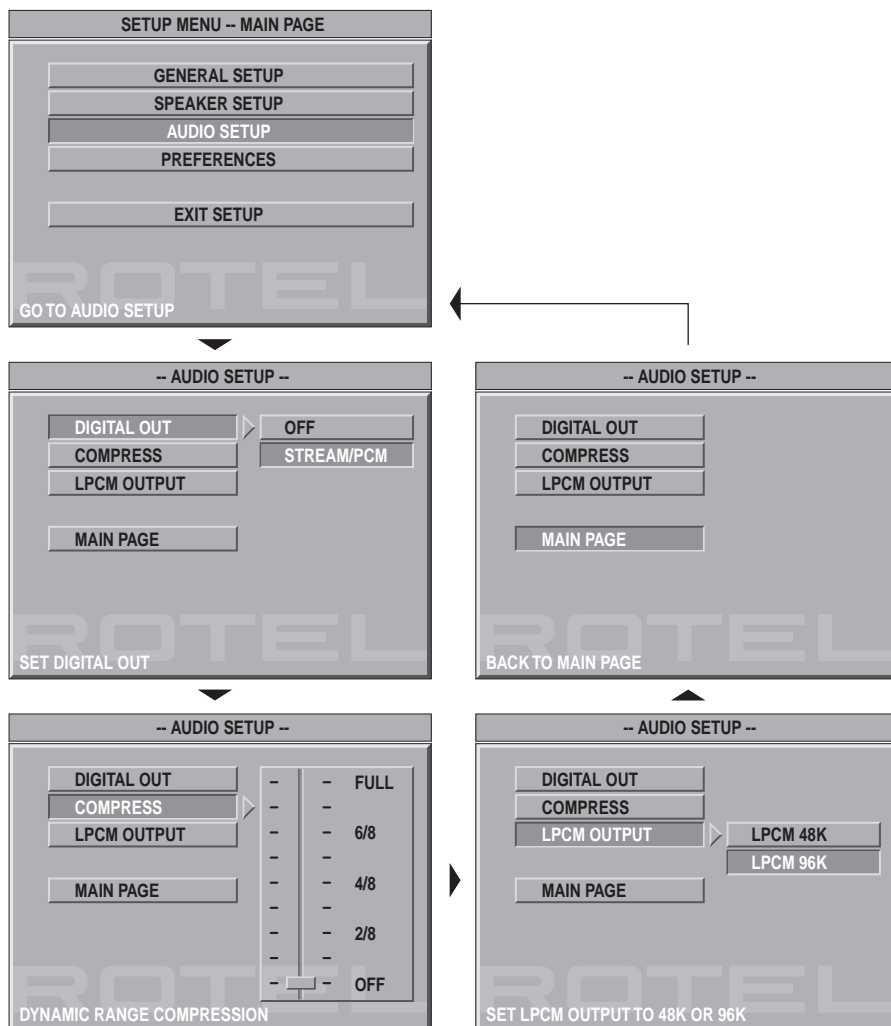 SETUP MENU -- MAIN PAGE
GENERAL SETUP
SPEAKER SETUP
AUDIO SETUP
PREFERENCES
EXIT SETUP
ROTEL
GO TO AUDIO SETUP
-- AUDIO SETUP --
DIGITAL OUT
OFF
COMPRESS
STREAM/PCM
LPCM OUTPUT
MAIN PAGE
ROTEL
SET DIGITAL OUT
-- AUDIO SETUP --
DIGITAL OUT
COMPRESS
LPCM OUTPUT
MAIN PAGE
FULL
6/8
4/8
2/8
OFF
ROTEL
DYNAMIC RANGE COMPRESSION
-- AUDIO SETUP --
DIGITAL OUT
COMPRESS
LPCM OUTPUT
LPCM 48K
LPCM 96K
MAIN PAGE
ROTEL
SET LPCM OUTPUT TO 48K OR 96K
-- AUDIO SETUP --
DIGITAL OUT
COMPRESS
LPCM OUTPUT
MAIN PAGE
ROTEL
BACK TO MAIN PAGE